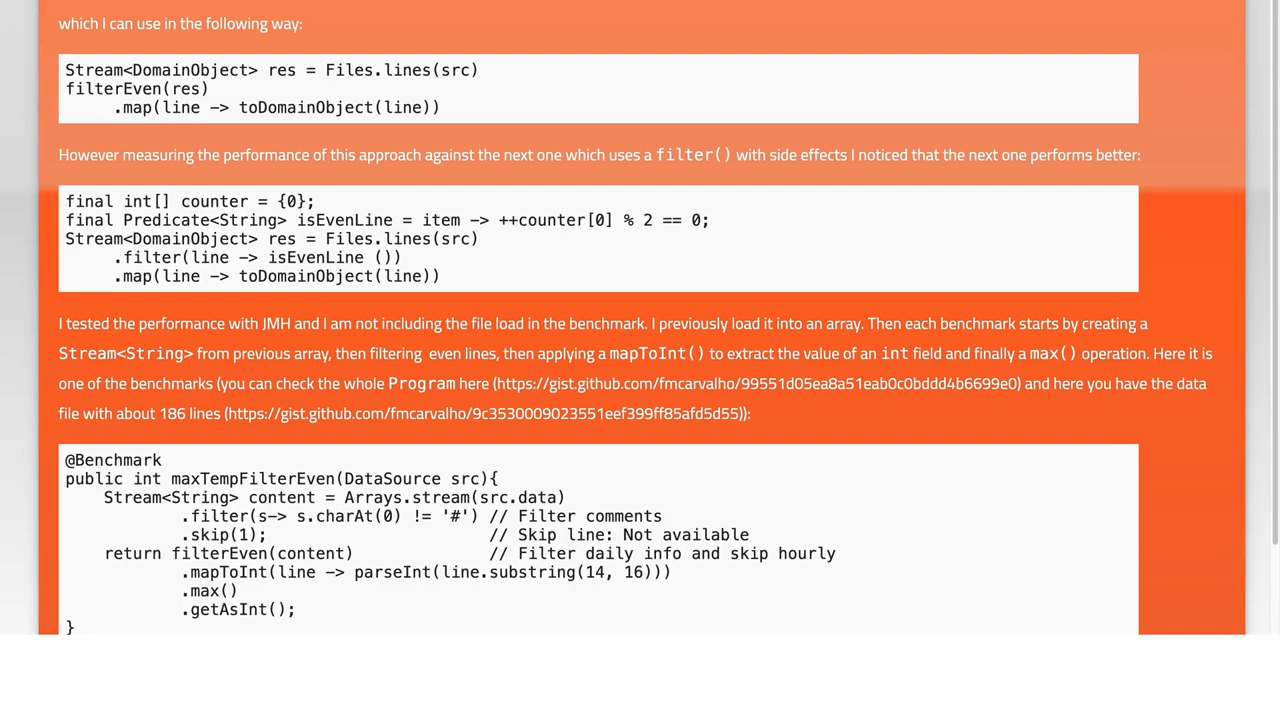 which I can use in the following way:
Stream<DomainObject> res = Files.lines(src)
filterEven(res)
     .map(line -> toDomainObject(line))
However measuring the performance of this approach against the next one which uses a filter() with side effects I noticed that the next one performs better:
final int[] counter = {0};
final Predicate<String> isEvenLine = item -> ++counter[0] % 2 == 0;
Stream<DomainObject> res = Files.lines(src)
     .filter(line -> isEvenLine ())
     .map(line -> toDomainObject(line))
I tested the performance with JMH and I am not including the file load in the benchmark. I previously load it into an array. Then each benchmark starts by creating a
Stream<String> from previous array, then filtering even lines, then applying a mapToInt() to extract the value of an int field and finally a max() operation. Here it is
one of the benchmarks (you can check the whole Program here (https://gist.github.com/fmcarvalho/99551d05ea8a51eab0c0bddd4b6699e0) and here you have the data
file with about 186 lines (https://gist.github.com/fmcarvalho/9c3530009023551eef399ff85afd5d55)):
@Benchmark
public int maxTempFilterEven(DataSource src){
    Stream<String> content = Arrays.stream(src.data)
            .filter(s-> s.charAt(0) != '#') // Filter comments
            .skip(1);                       // Skip line: Not available
    return filterEven(content)              // Filter daily info and skip hourly
            .mapToInt(line -> parseInt(line.substring(14, 16)))
            .max()
            .getAsInt();
}